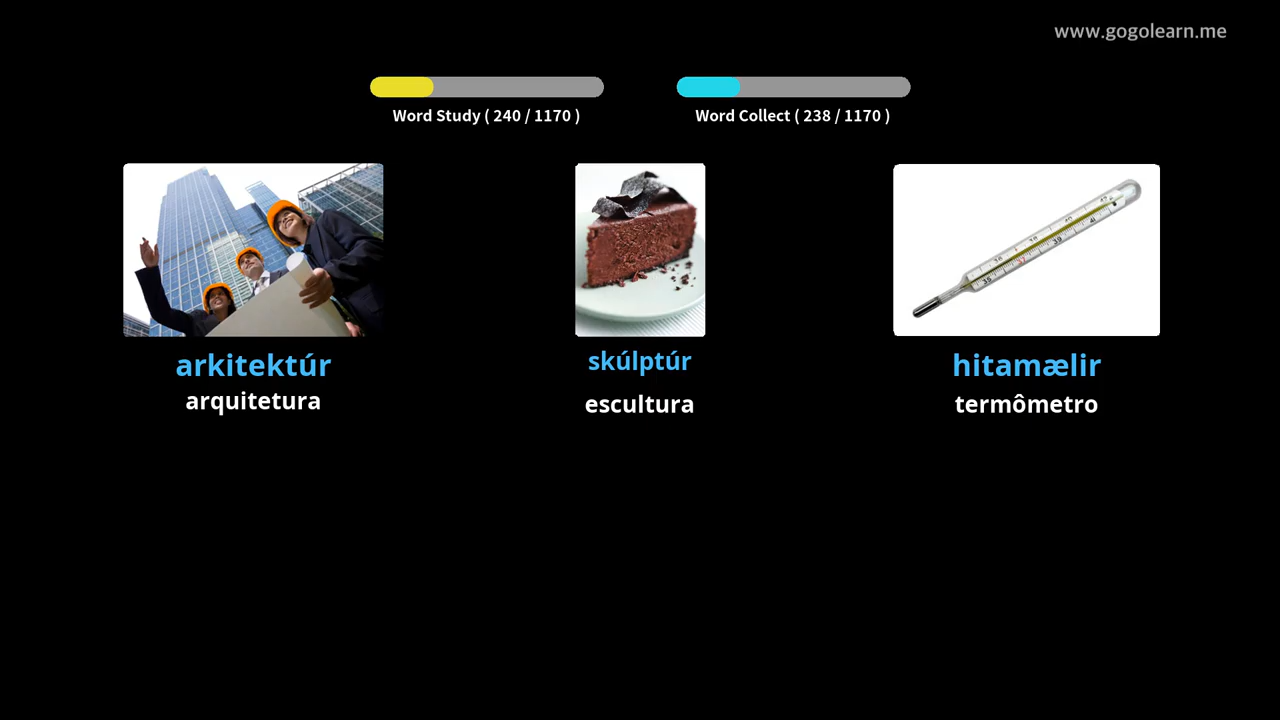 www.gogolearn.me
Word Study ( 240 / 1170 )
Word Collect ( 238 / 1170 )
arkitektúr
arquitetura
skúlptúr
escultura
hitamælir
termômetro